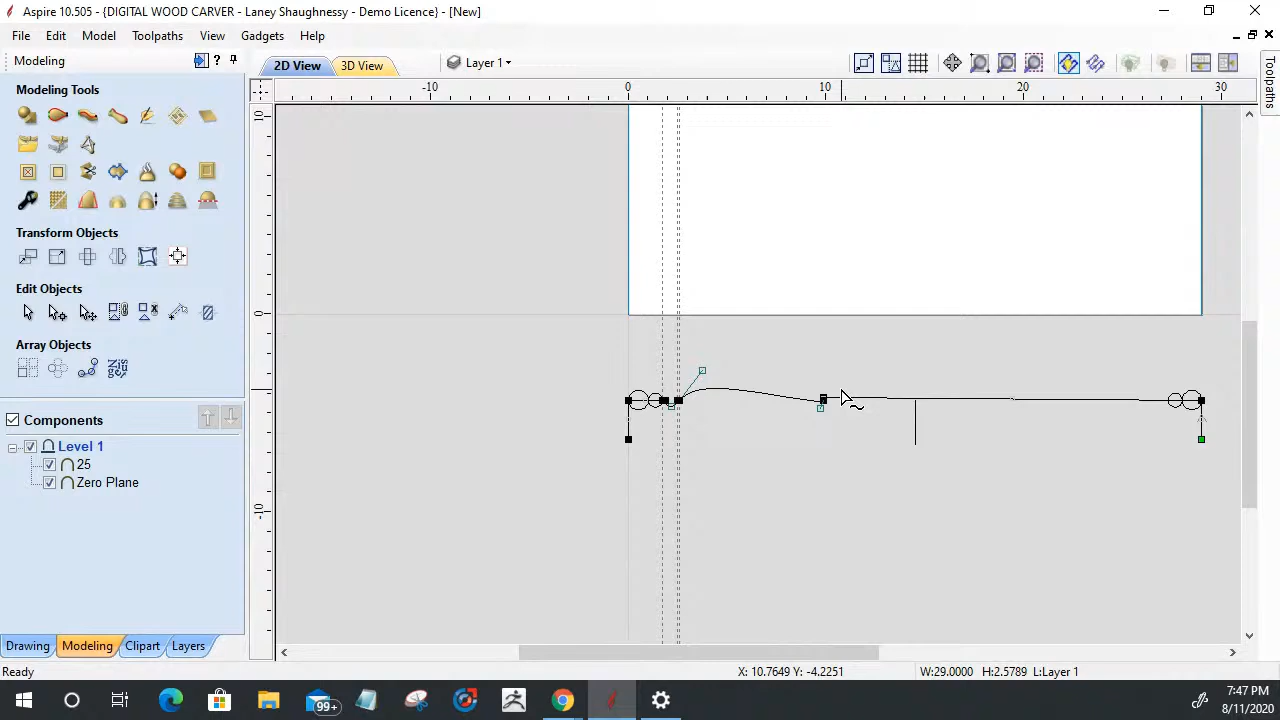 Aspire 10.505 - {DIGITAL WOOD CARVER - Laney Shaughnessy - Demo Licence} - [New]
File Edit Model Toolpaths View Gadgets Help
Modeling
2D View 3D View Layer 1
Toolpaths
Modeling Tools
-10 0 10 20 30
10
0
-10
Transform Objects
Edit Objects
Array Objects
Components
Level 1
25
Zero Plane
Drawing Modeling Clipart Layers
Ready X: 10.7649 Y: -4.2251 W:29.0000 H:2.5789 L:Layer 1
99+
7:47 PM
8/11/2020